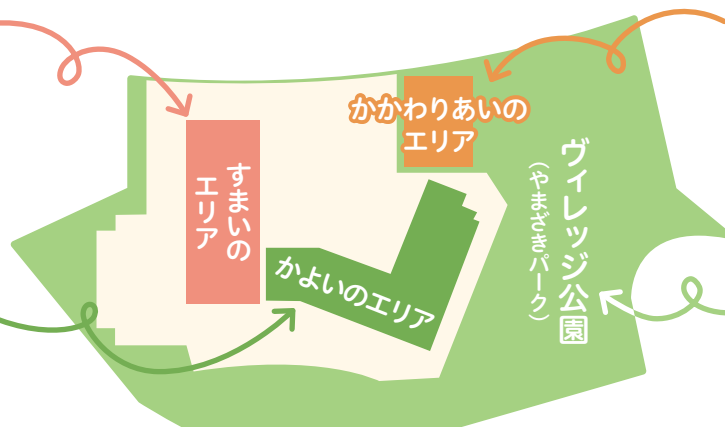 かかわりあいの
エリア
すまいの
エリア
かよいのエリア
ヴィレッジ公園
（やまざきパーク）